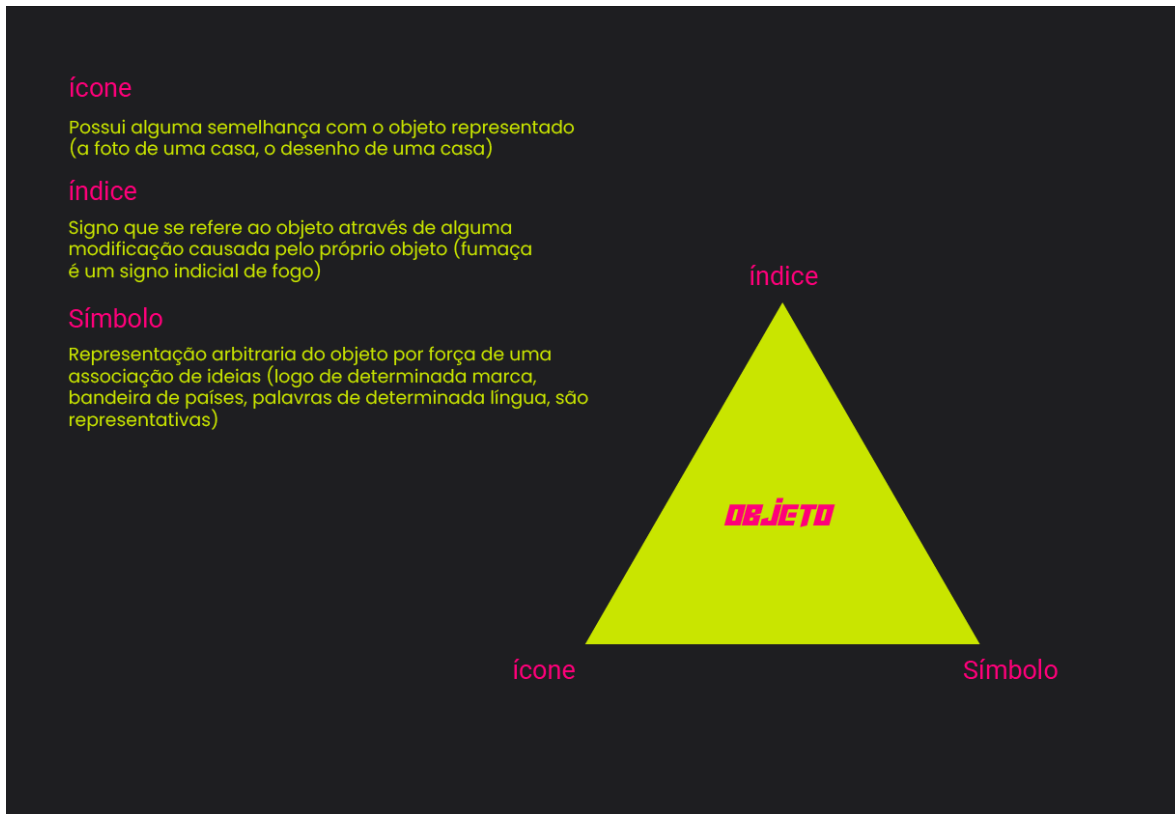 ícone
Possui alguma semelhança com o objeto representado
(a foto de uma casa, o desenho de uma casa)
índice
Signo que se refere ao objeto através de alguma
modificação causada pelo próprio objeto (fumaça
é um signo indicial de fogo)
Símbolo
Representação arbitraria do objeto por força de uma
associação de ideias (logo de determinada marca,
bandeira de países, palavras de determinada língua, são
representativas)
índice
OBJETO
ícone
Símbolo